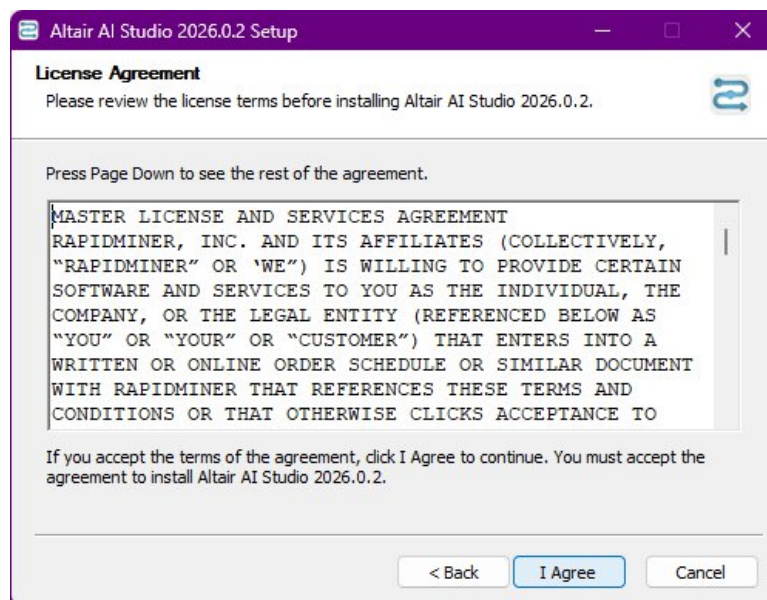 Altair AI Studio 2026.0.2 Setup
License Agreement
Please review the license terms before installing Altair AI Studio 2026.0.2.
Press Page Down to see the rest of the agreement.
MASTER LICENSE AND SERVICES AGREEMENT
RAPIDMINER, INC. AND ITS AFFILIATES (COLLECTIVELY,
“RAPIDMINER” OR ‘WE”) IS WILLING TO PROVIDE CERTAIN
SOFTWARE AND SERVICES TO YOU AS THE INDIVIDUAL, THE
COMPANY, OR THE LEGAL ENTITY (REFERENCED BELOW AS
“YOU” OR “YOUR” OR “CUSTOMER”) THAT ENTERS INTO A
WRITTEN OR ONLINE ORDER SCHEDULE OR SIMILAR DOCUMENT
WITH RAPIDMINER THAT REFERENCES THESE TERMS AND
CONDITIONS OR THAT OTHERWISE CLICKS ACCEPTANCE TO
If you accept the terms of the agreement, click I Agree to continue. You must accept the
agreement to install Altair AI Studio 2026.0.2.
< Back
I Agree
Cancel